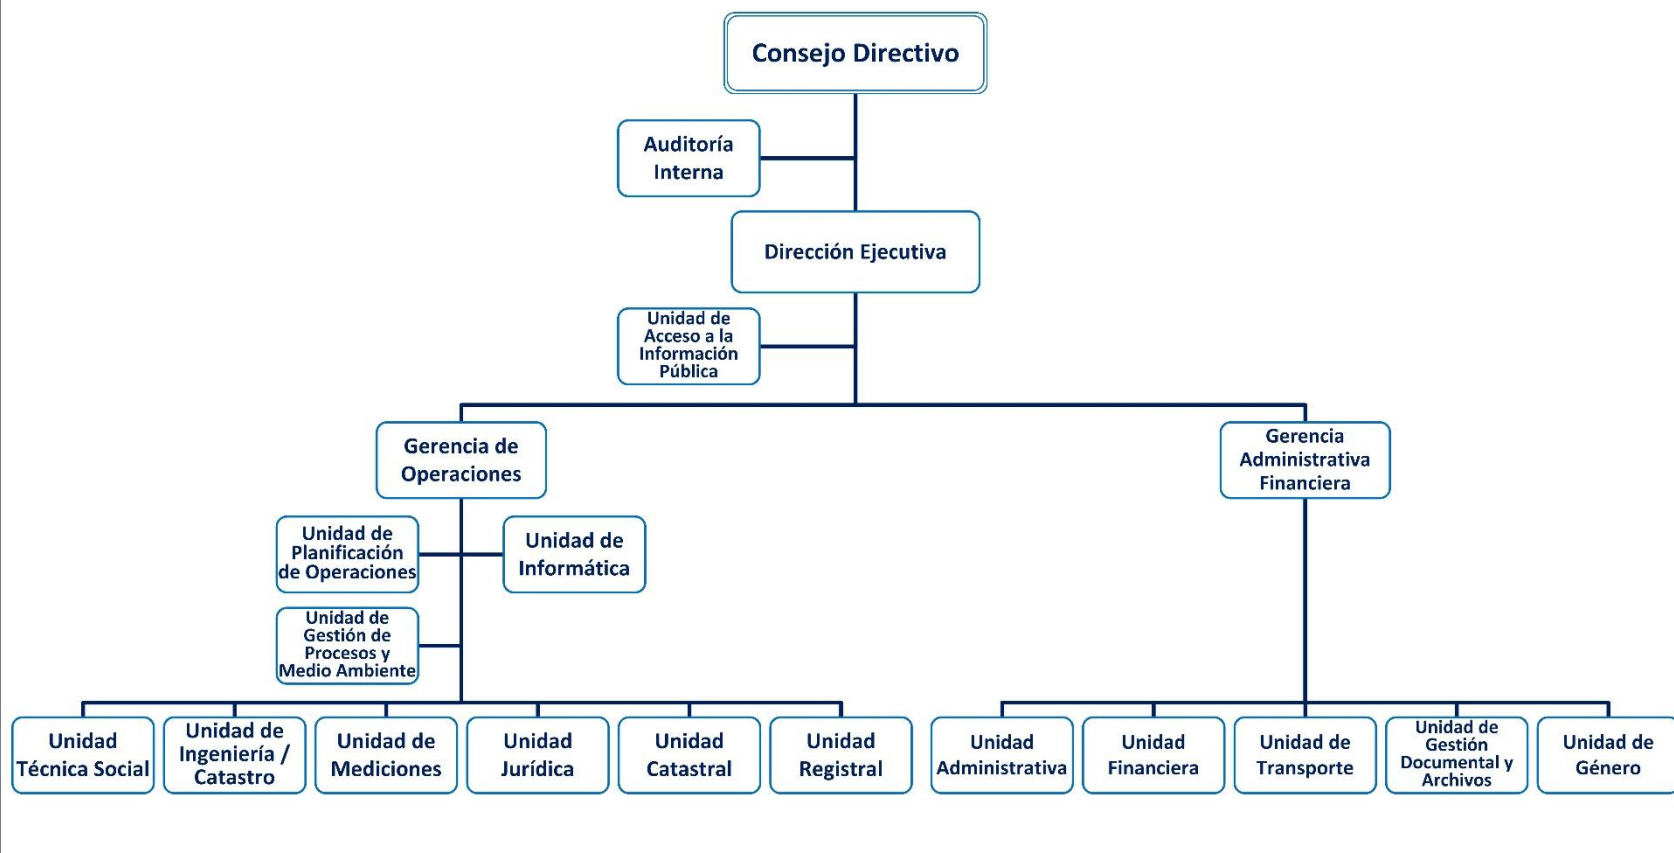 Consejo Directivo
Auditoría
Interna
Dirección Ejecutiva
Unidad de
Acceso a la
Información
Pública
Gerencia de
Operaciones
Gerencia
Administrativa
Financiera
Unidad de
Planificación
de Operaciones
Unidad de
Informática
Unidad de
Gestión de
Procesos y
Medio Ambiente
Unidad
Técnica Social
Unidad de
Ingeniería /
Catastro
Unidad de
Mediciones
Unidad
Jurídica
Unidad
Catastral
Unidad
Registral
Unidad
Administrativa
Unidad
Financiera
Unidad de
Transporte
Unidad de
Gestión
Documental y
Archivos
Unidad de
Género